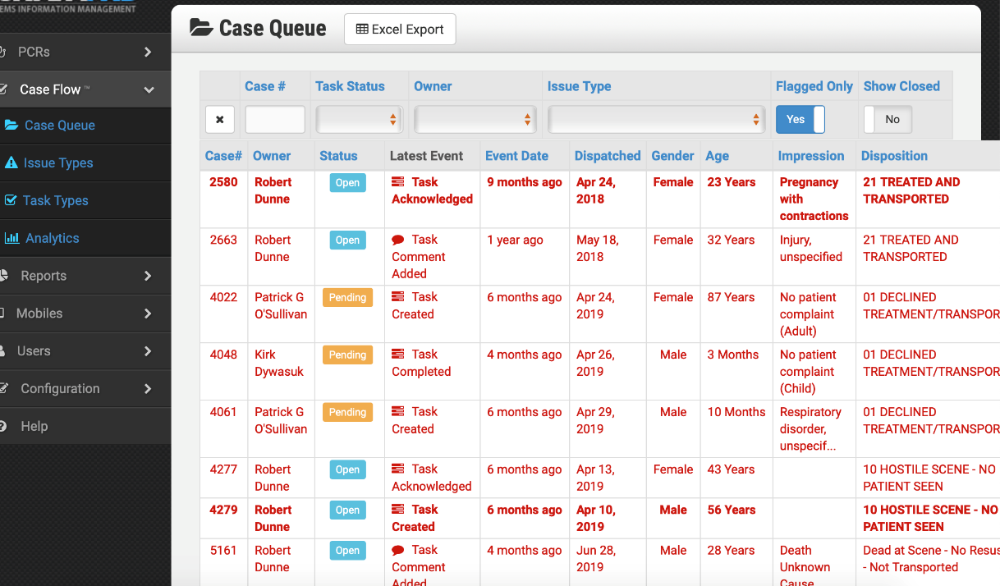 EMS INFORMATION MANAGEMENT
PCRs
Case Flow™
Case Queue
Issue Types
Task Types
Analytics
Reports
Mobiles
Users
Configuration
Help
Case Queue Excel Export
Case # Task Status Owner Issue Type Flagged Only Show Closed
Yes No
Case# Owner Status Latest Event Event Date Dispatched Gender Age Impression Disposition
2580 Robert Open Task 9 months ago Apr 24, Female 23 Years Pregnancy 21 TREATED AND
Dunne Acknowledged 2018 with TRANSPORTED
contractions
2663 Robert Open Task 1 year ago May 18, Female 32 Years Injury, 21 TREATED AND
Dunne Comment 2018 unspecified TRANSPORTED
Added
4022 Patrick G Pending Task 6 months ago Apr 24, Female 87 Years No patient 01 DECLINED
O'Sullivan Created 2019 complaint TREATMENT/TRANSPOR
(Adult)
4048 Kirk Pending Task 4 months ago Apr 26, Male 3 Months No patient 01 DECLINED
Dywasuk Completed 2019 complaint TREATMENT/TRANSPOR
(Child)
4061 Patrick G Pending Task 6 months ago Apr 29, Male 10 Months Respiratory 01 DECLINED
O'Sullivan Created 2019 disorder, TREATMENT/TRANSPOR
unspecif...
4277 Robert Open Task 6 months ago Apr 13, Female 43 Years 10 HOSTILE SCENE - NO
Dunne Acknowledged 2019 PATIENT SEEN
4279 Robert Open Task 6 months ago Apr 10, Male 56 Years 10 HOSTILE SCENE - NO
Dunne Created 2019 PATIENT SEEN
5161 Robert Open Task 4 months ago Jun 28, Male 28 Years Death Dead at Scene - No Resus
Dunne Comment 2019 Unknown - Not Transported
Added Cause